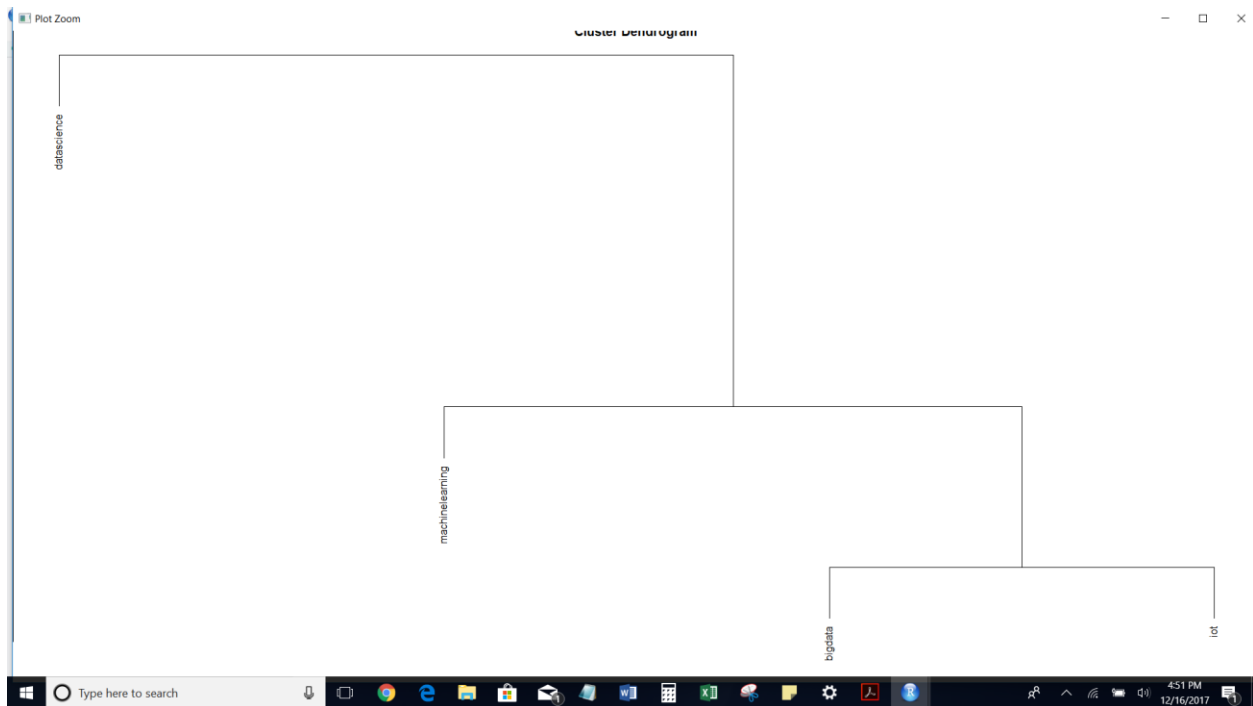 Plot Zoom
Cluster Dendrogram
datascience
machinelearning
bigdata
iot
Type here to search
4:51 PM
12/16/2017